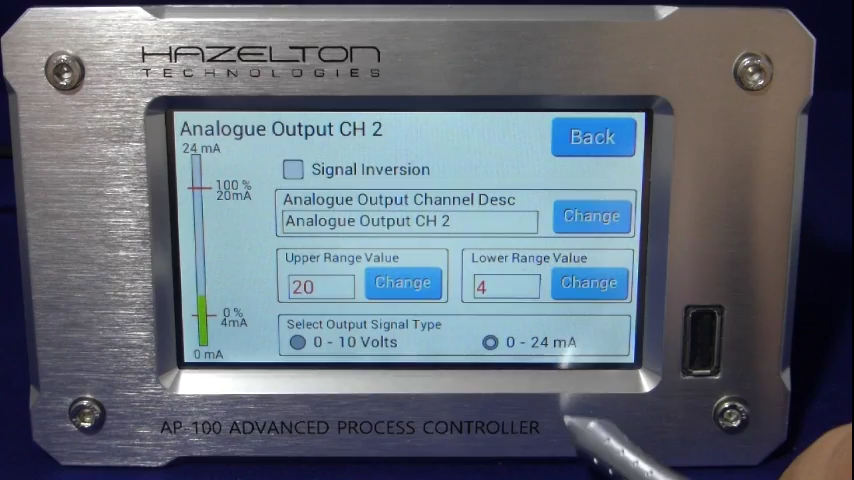 HAZELTON
TECHNOLOGIES
Analogue Output CH 2
Back
24 mA
Signal Inversion
100 %
20mA
Analogue Output Channel Desc
Analogue Output CH 2
Change
Upper Range Value
20
Change
Lower Range Value
4
Change
0 %
4mA
0 mA
Select Output Signal Type
0 - 10 Volts
0 - 24 mA
AP-100 ADVANCED PROCESS CONTROLLER